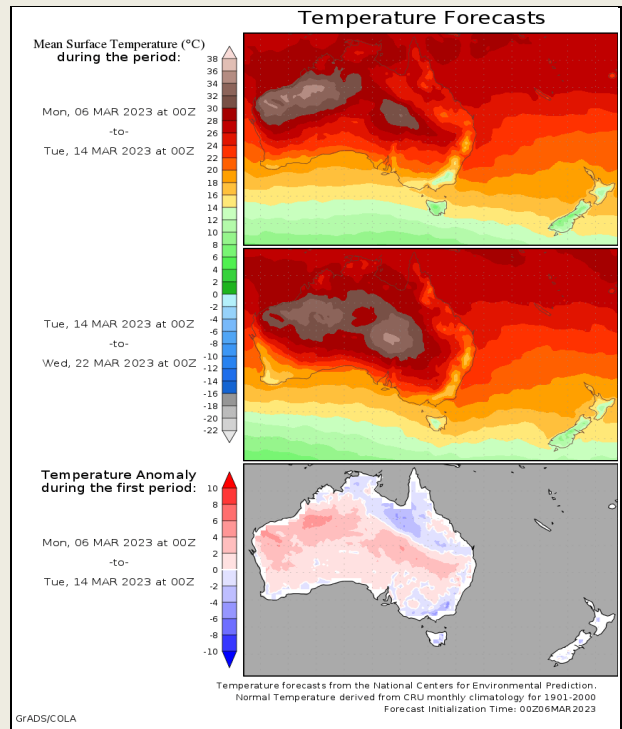 Temperature Forecasts
Mean Surface Temperature (°C)
during the period:
38
36
34
32
30
28
26
24
22
20
18
16
14
12
10
8
6
4
2
0
-2
-4
-6
-8
-10
-12
-14
-16
-18
-20
-22
Mon, 06 MAR 2023 at 00Z
-to-
Tue, 14 MAR 2023 at 00Z
Tue, 14 MAR 2023 at 00Z
-to-
Wed, 22 MAR 2023 at 00Z
Temperature Anomaly
during the first period:
10
8
6
4
2
0
-2
-4
-6
-8
-10
Mon, 06 MAR 2023 at 00Z
-to-
Tue, 14 MAR 2023 at 00Z
Temperature forecasts from the National Centers for Environmental Prediction.
Normal Temperature derived from CRU monthly climatology for 1901-2000
Forecast Initialization Time: 00Z06MAR2023
GrADS/COLA